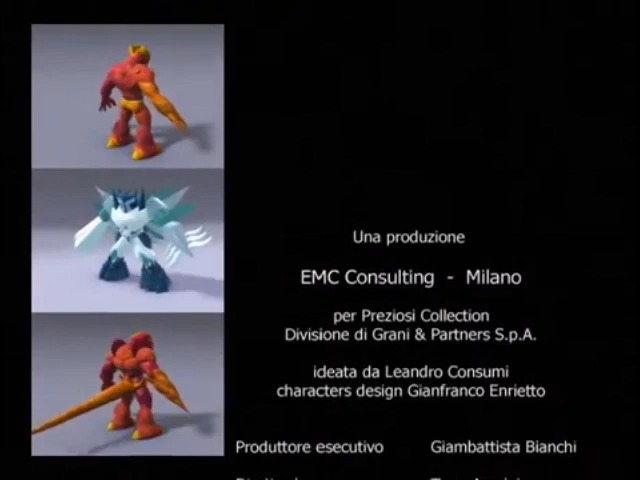 Una produzione
EMC Consulting - Milano
per Preziosi Collection
Divisione di Grani & Partners S.p.A.
ideata da Leandro Consumi
characters design Gianfranco Enrietto
Produttore esecutivo Giambattista Bianchi